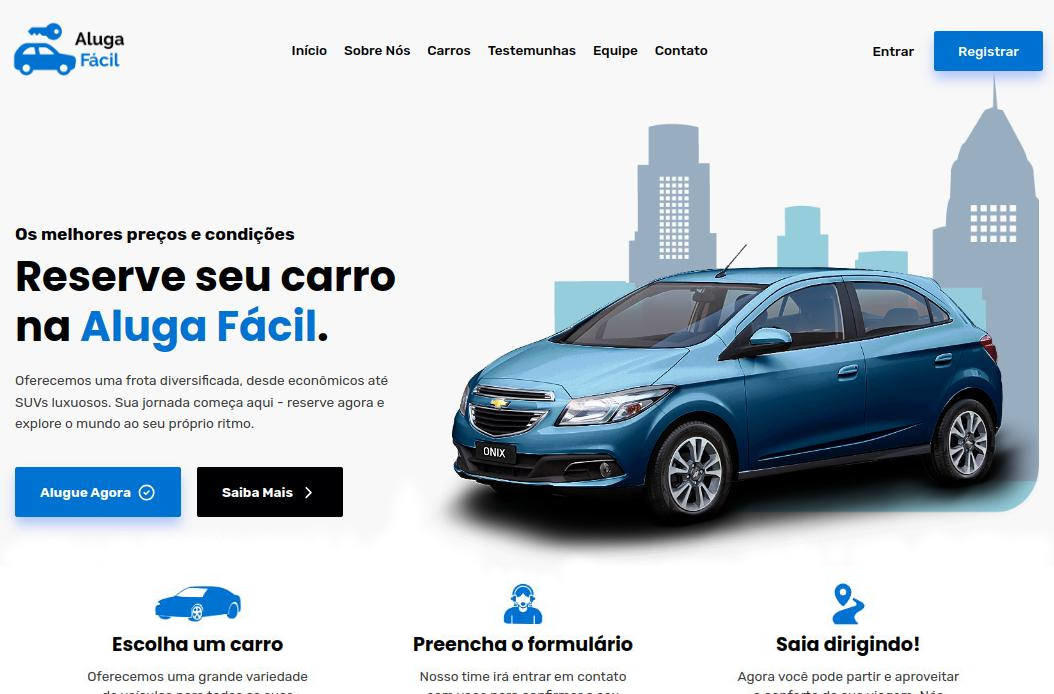 Aluga
Fácil
Início Sobre Nós Carros Testemunhas Equipe Contato
Entrar Registrar
Os melhores preços e condições
Reserve seu carro
na Aluga Fácil.
Oferecemos uma frota diversificada, desde econômicos até
SUVs luxuosos. Sua jornada começa aqui - reserve agora e
explore o mundo ao seu próprio ritmo.
Alugue Agora Saiba Mais
ONIX
Escolha um carro
Oferecemos uma grande variedade
Preencha o formulário
Nosso time irá entrar em contato
Saia dirigindo!
Agora você pode partir e aproveitar